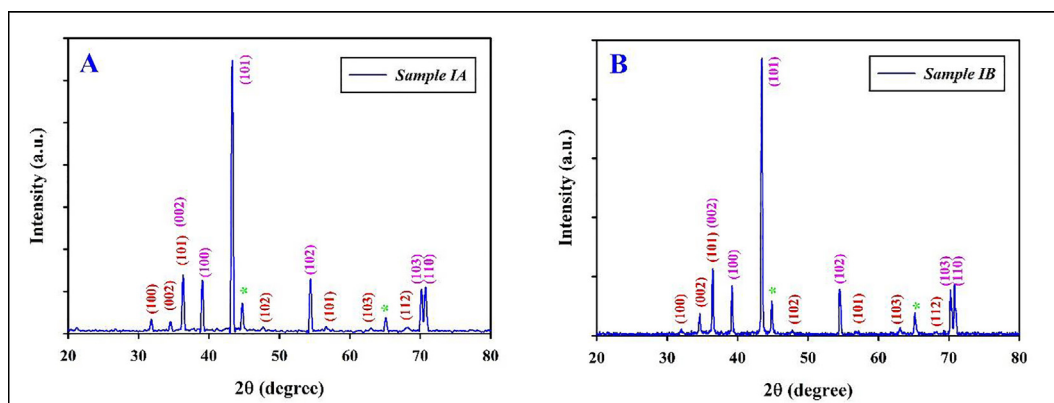 A
Sample IA
Intensity (a.u.)
(100)
(002)
(101) (002)
(100)
(101)
*
(102)
(102)
(101)
(103)
*
(112)
(103)
(110)
20 30 40 50 60 70 80
2θ (degree)
B
Sample IB
Intensity (a.u.)
(100)
(002)
(101) (002)
(100)
(101)
*
(102)
(102)
(101)
(103)
*
(112)
(103)
(110)
20 30 40 50 60 70 80
2θ (degree)